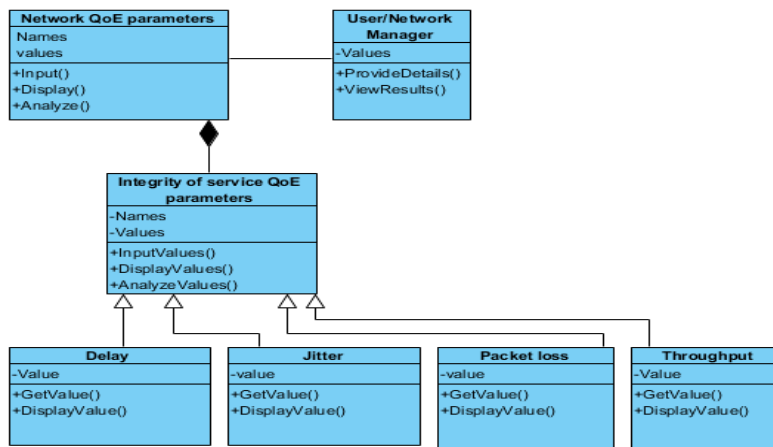 Network QoE parameters
Names
values
+Input()
+Display()
+Analyze()
User/Network
Manager
-Values
+ProvideDetails()
+ViewResults()
Integrity of service QoE
parameters
-Names
-Values
+InputValues()
+DisplayValues()
+AnalyzeValues()
Delay
-Value
+GetValue()
+DisplayValue()
Jitter
-value
+GetValue()
+DisplayValue()
Packet loss
-value
+GetValue()
+DisplayValue()
Throughput
-Value
+GetValue()
+DisplayValue()